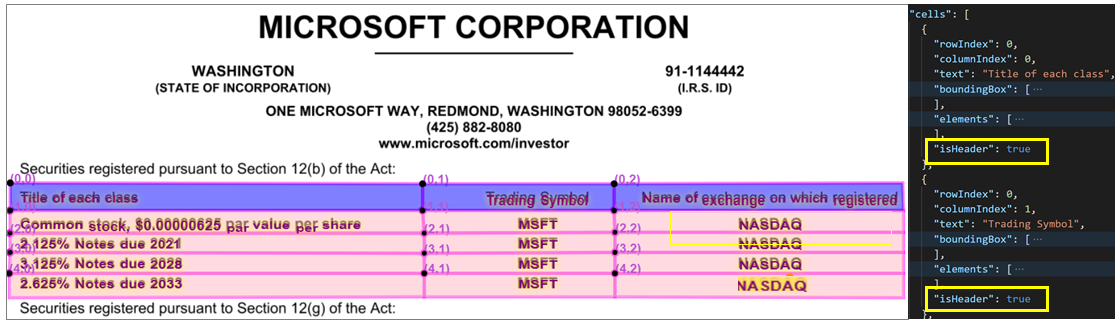 MICROSOFT CORPORATION
WASHINGTON
(STATE OF INCORPORATION)
91-1144442
(I.R.S. ID)
ONE MICROSOFT WAY, REDMOND, WASHINGTON 98052-6399
(425) 882-8080
www.microsoft.com/investor
Securities registered pursuant to Section 12(b) of the Act:
(0,0) (0,1) (0,2)
Title of each class Trading Symbol Name of exchange on which registered
(1,1) (1,2)
Common stock, $0.00000625 par value per share MSFT NASDAQ
(2,0) (2,1) (2,2)
2.125% Notes due 2021 MSFT NASDAQ
(3,0) (3,1) (3,2)
3.125% Notes due 2028 MSFT NASDAQ
(4,0) (4,1) (4,2)
2.625% Notes due 2033 MSFT NASDAQ
Securities registered pursuant to Section 12(g) of the Act:
"cells": [
{
"rowIndex": 0,
"columnIndex": 0,
"text": "Title of each class",
"boundingBox": [ ...
],
"elements": [ ...
],
"isHeader": true
},
{
"rowIndex": 0,
"columnIndex": 1,
"text": "Trading Symbol",
"boundingBox": [ ...
],
"elements": [ ...
],
"isHeader": true
},